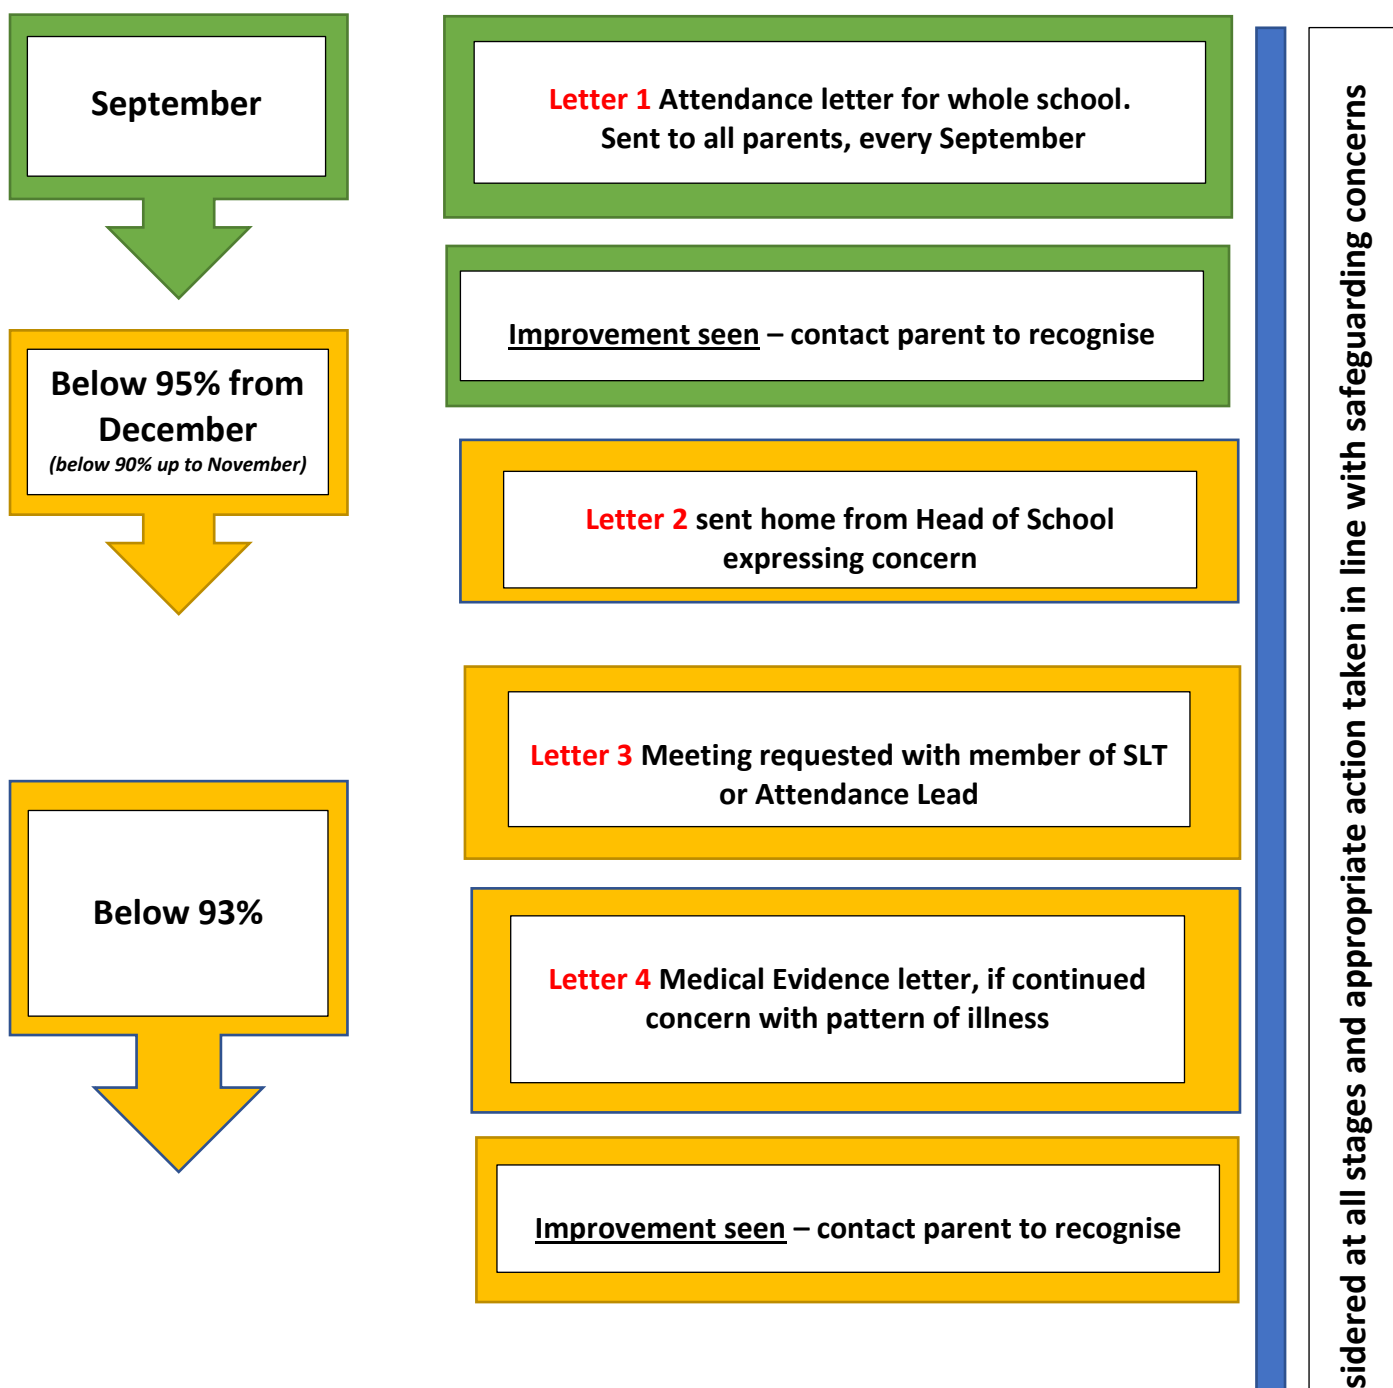 September
Letter 1 Attendance letter for whole school.
Sent to all parents, every September
Improvement seen – contact parent to recognise
Below 95% from
December
(below 90% up to November)
Letter 2 sent home from Head of School
expressing concern
Letter 3 Meeting requested with member of SLT
or Attendance Lead
Below 93%
Letter 4 Medical Evidence letter, if continued
concern with pattern of illness
Improvement seen – contact parent to recognise
sidered at all stages and appropriate action taken in line with safeguarding concerns